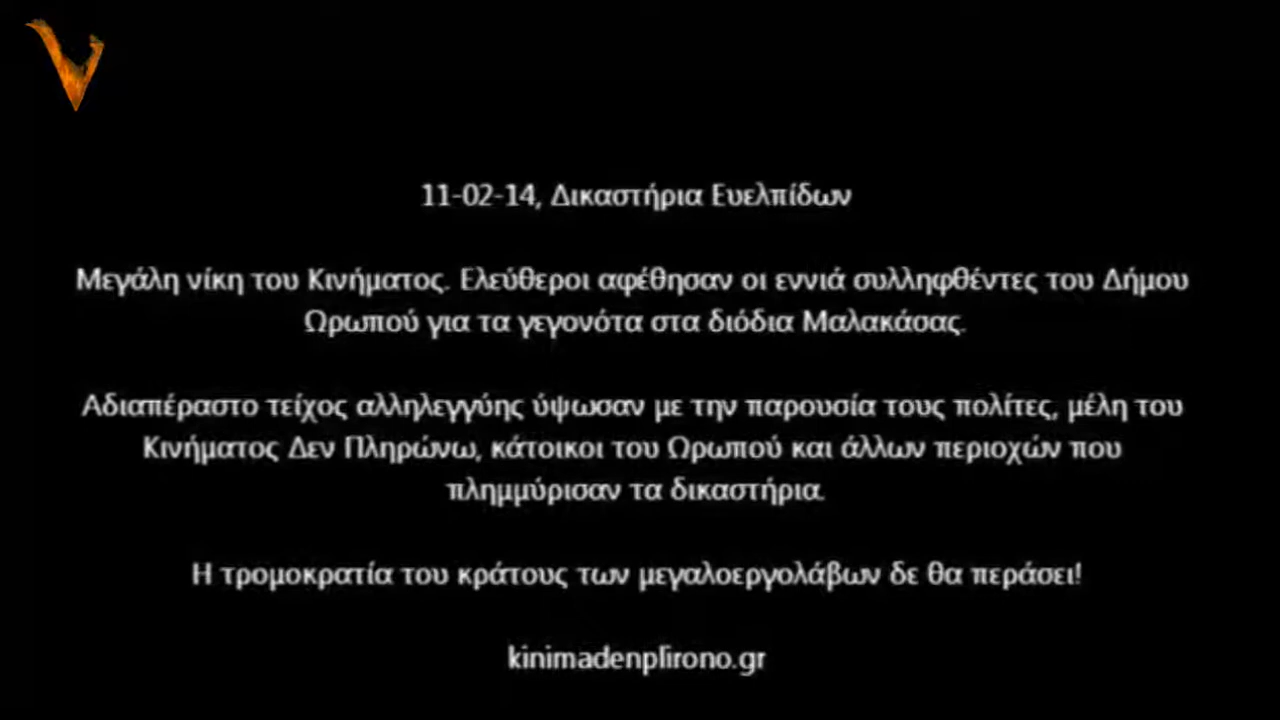 11-02-14, Δικαστήρια Ευελπίδων
Μεγάλη νίκη του Κινήματος. Ελεύθεροι αφέθησαν οι εννιά συλληφθέντες του Δήμου
Ωρωπού για τα γεγονότα στα διόδια Μαλακάσας.
Αδιαπέραστο τείχος αλληλεγγύης ύψωσαν με την παρουσία τους πολίτες, μέλη του
Κινήματος Δεν Πληρώνω, κάτοικοι του Ωρωπού και άλλων περιοχών που
πλημμύρισαν τα δικαστήρια.
Η τρομοκρατία του κράτους των μεγαλοεργολάβων δε θα περάσει!
kinimadenplirono.gr